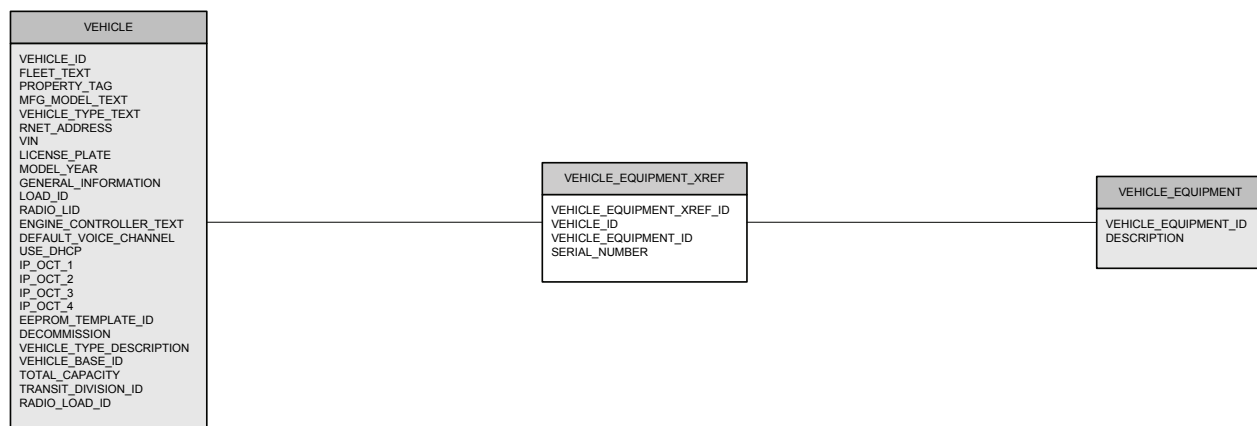 VEHICLE
VEHICLE_ID
FLEET_TEXT
PROPERTY_TAG
MFG_MODEL_TEXT
VEHICLE_TYPE_TEXT
RNET_ADDRESS
VIN
LICENSE_PLATE
MODEL_YEAR
GENERAL_INFORMATION
LOAD_ID
RADIO_LID
ENGINE_CONTROLLER_TEXT
DEFAULT_VOICE_CHANNEL
USE_DHCP
IP_OCT_1
IP_OCT_2
IP_OCT_3
IP_OCT_4
EEPROM_TEMPLATE_ID
DECOMMISSION
VEHICLE_TYPE_DESCRIPTION
VEHICLE_BASE_ID
TOTAL_CAPACITY
TRANSIT_DIVISION_ID
RADIO_LOAD_ID
VEHICLE_EQUIPMENT_XREF
VEHICLE_EQUIPMENT_XREF_ID
VEHICLE_ID
VEHICLE_EQUIPMENT_ID
SERIAL_NUMBER
VEHICLE_EQUIPMENT
VEHICLE_EQUIPMENT_ID
DESCRIPTION